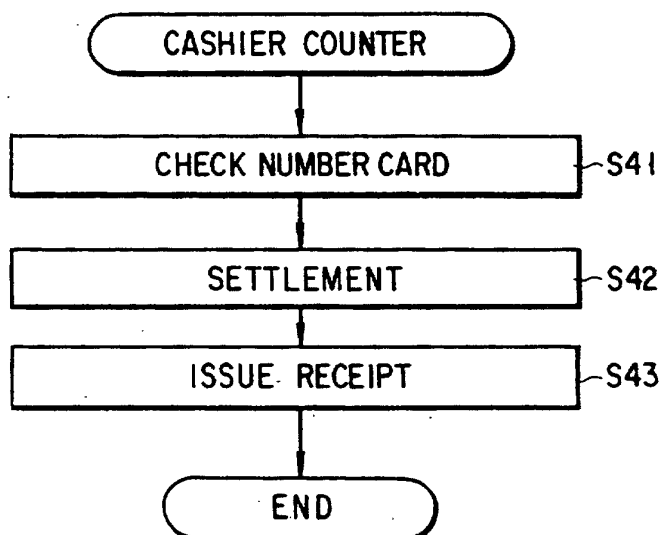 CASHIER COUNTER
CHECK NUMBER CARD
S41
SETTLEMENT
S42
ISSUE RECEIPT
S43
END